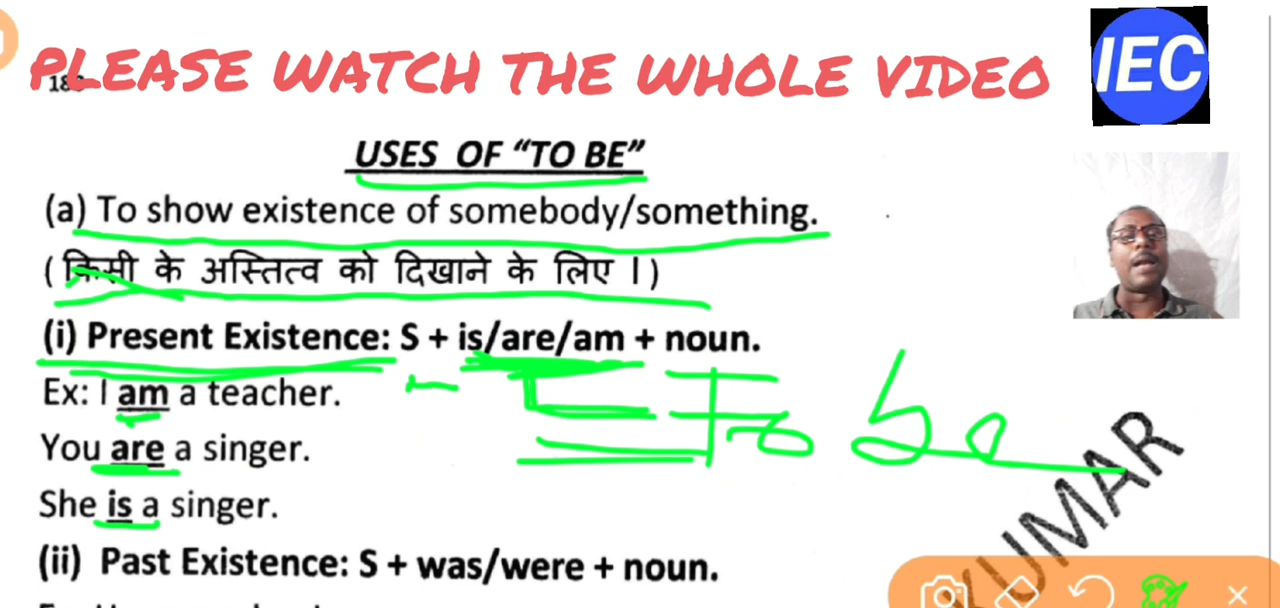 PLEASE WATCH THE WHOLE VIDEO
IEC
USES OF “TO BE”
(a) To show existence of somebody/something.
( किसी के अस्तित्व को दिखाने के लिए ।)
(i) Present Existence: S + is/are/am + noun.
Ex: I am a teacher.
To be
You are a singer.
She is a singer.
KUMAR
(ii) Past Existence: S + was/were + noun.